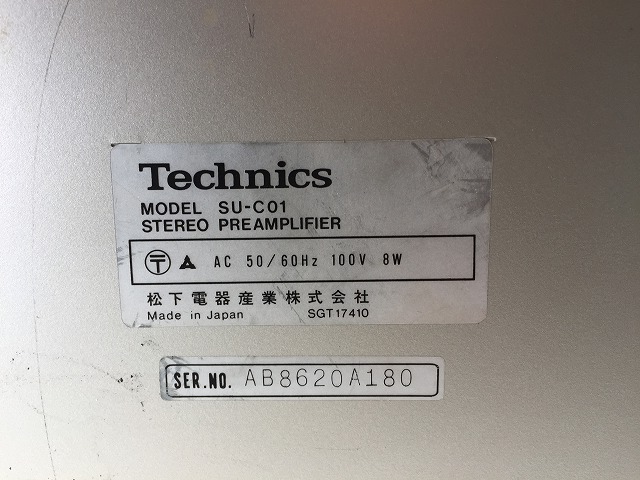 Technics
MODEL SU-C01
STEREO PREAMPLIFIER
〒 AC 50/60Hz 100V 8W
松下電器産業株式会社
Made in Japan SGT17410
SER.NO. AB8620A180